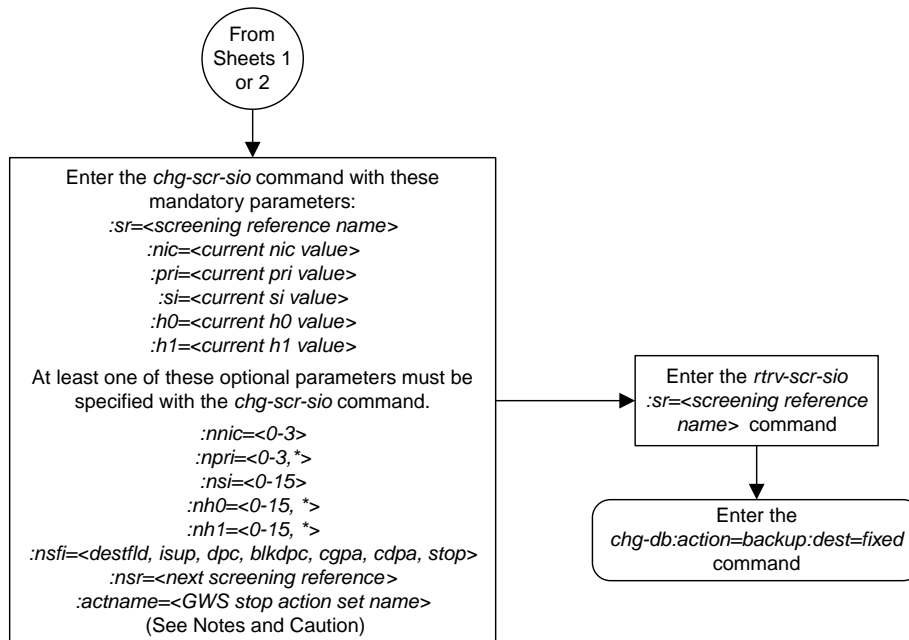 From
Sheets 1
or 2
Enter the chg-scr-sio command with these
mandatory parameters:
:sr=<screening reference name>
:nic=<current nic value>
:pri=<current pri value>
:si=<current si value>
:h0=<current h0 value>
:h1=<current h1 value>
At least one of these optional parameters must be
specified with the chg-scr-sio command.
:nnic=<0-3>
:npri=<0-3,*>
:nsi=<0-15>
:nh0=<0-15, *>
:nh1=<0-15, *>
:nsfi=<destfld, isup, dpc, blkdpc, cgpa, cdpa, stop>
:nsr=<next screening reference>
:actname=<GWS stop action set name>
(See Notes and Caution)
Enter the rtrv-scr-sio
:sr=<screening reference
name> command
Enter the
chg-db:action=backup:dest=fixed
command